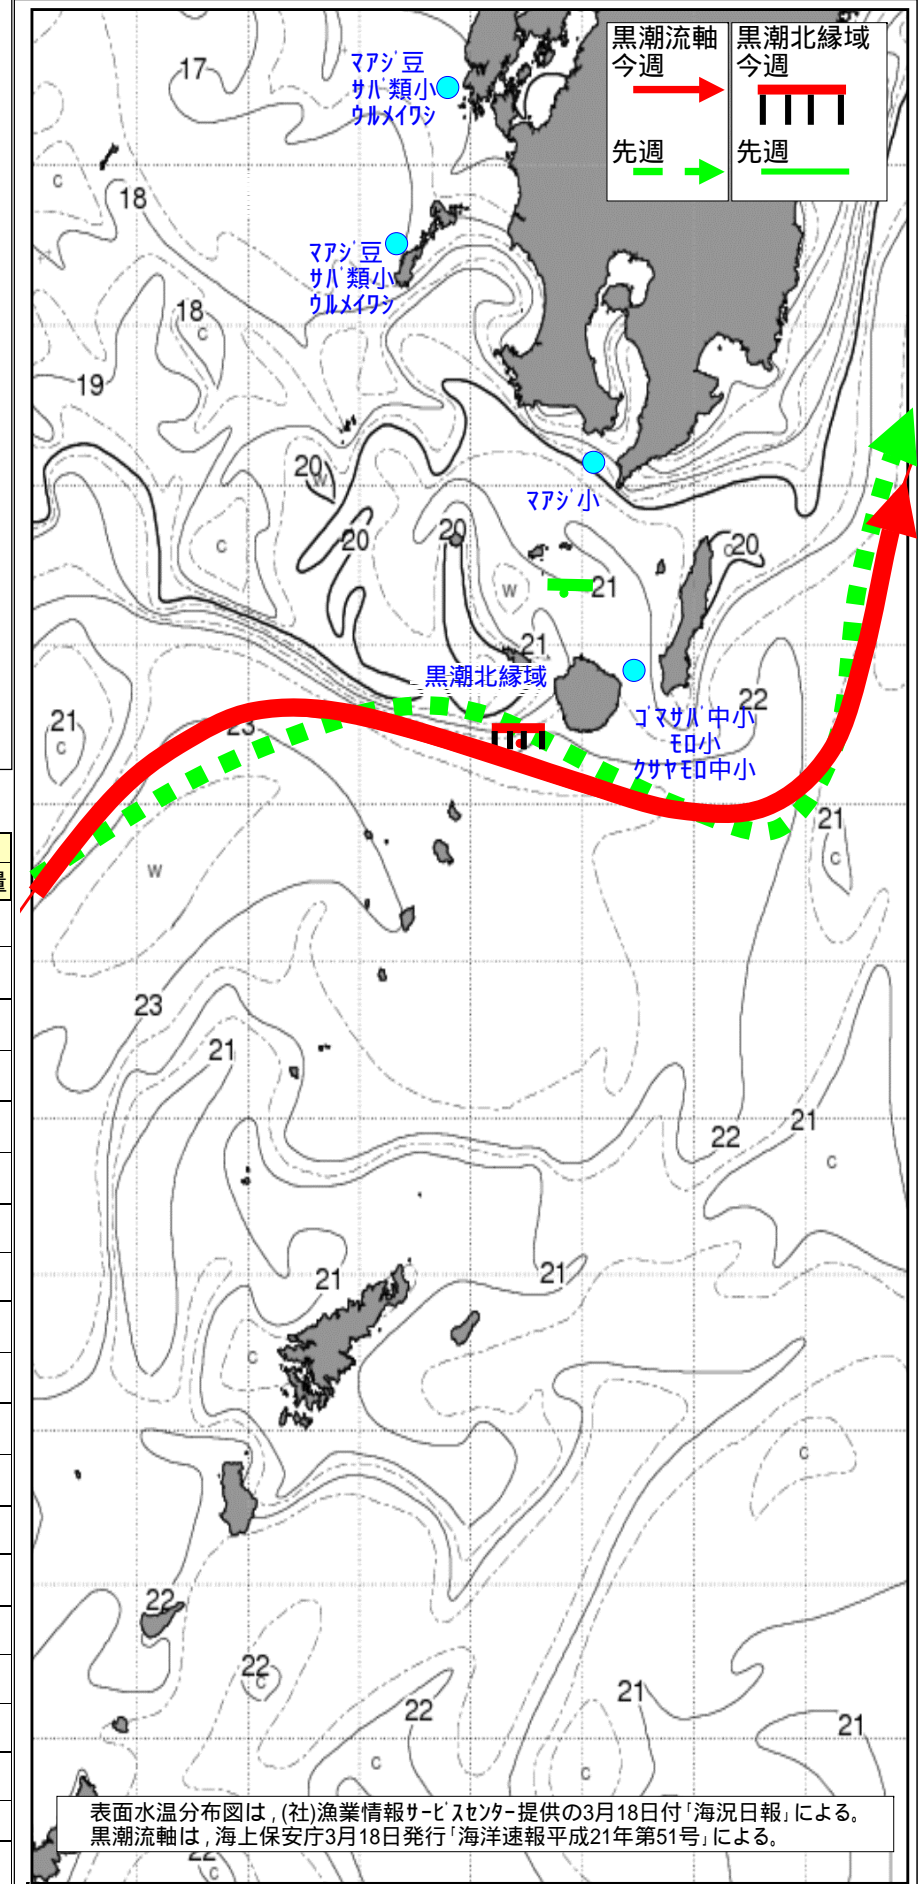 黒潮流軸
今週
先週
黒潮北縁域
今週
先週
17
ﾏｱｼﾞ豆
ｻﾊﾞ類小
ｳﾙﾒｲﾜｼ
C
18
ﾏｱｼﾞ豆
ｻﾊﾞ類小
ｳﾙﾒｲﾜｼ
18
C
19
20
W
ﾏｱｼﾞ小
20
20
20
C
C
W
21
21
黒潮北縁域
22
ｺﾞﾏｻﾊﾞ中小
ﾓﾛ小
ｸｻﾔﾓﾛ中小
21
C
23
21
C
W
量
23
21
22
21
C
21
21
C
C
22
22
C
22
21
21
C
C
表面水温分布図は，(社)漁業情報ｻｰﾋﾞｽｾﾝﾀｰ提供の3月18日付「海況日報」による。
黒潮流軸は，海上保安庁3月18日発行「海洋速報平成21年第51号」による。
22
C